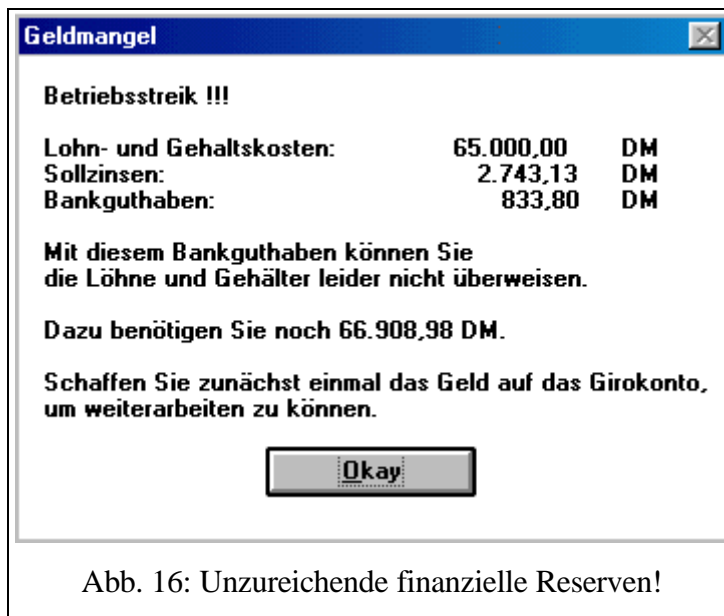 Geldmangel
Betriebsstreik !!!
Lohn- und Gehaltskosten: 65.000,00 DM
Sollzinsen: 2.743,13 DM
Bankguthaben: 833,80 DM
Mit diesem Bankguthaben können Sie
die Löhne und Gehälter leider nicht überweisen.
Dazu benötigen Sie noch 66.908,98 DM.
Schaffen Sie zunächst einmal das Geld auf das Girokonto,
um weiterarbeiten zu können.
Okay
Abb. 16: Unzureichende finanzielle Reserven!